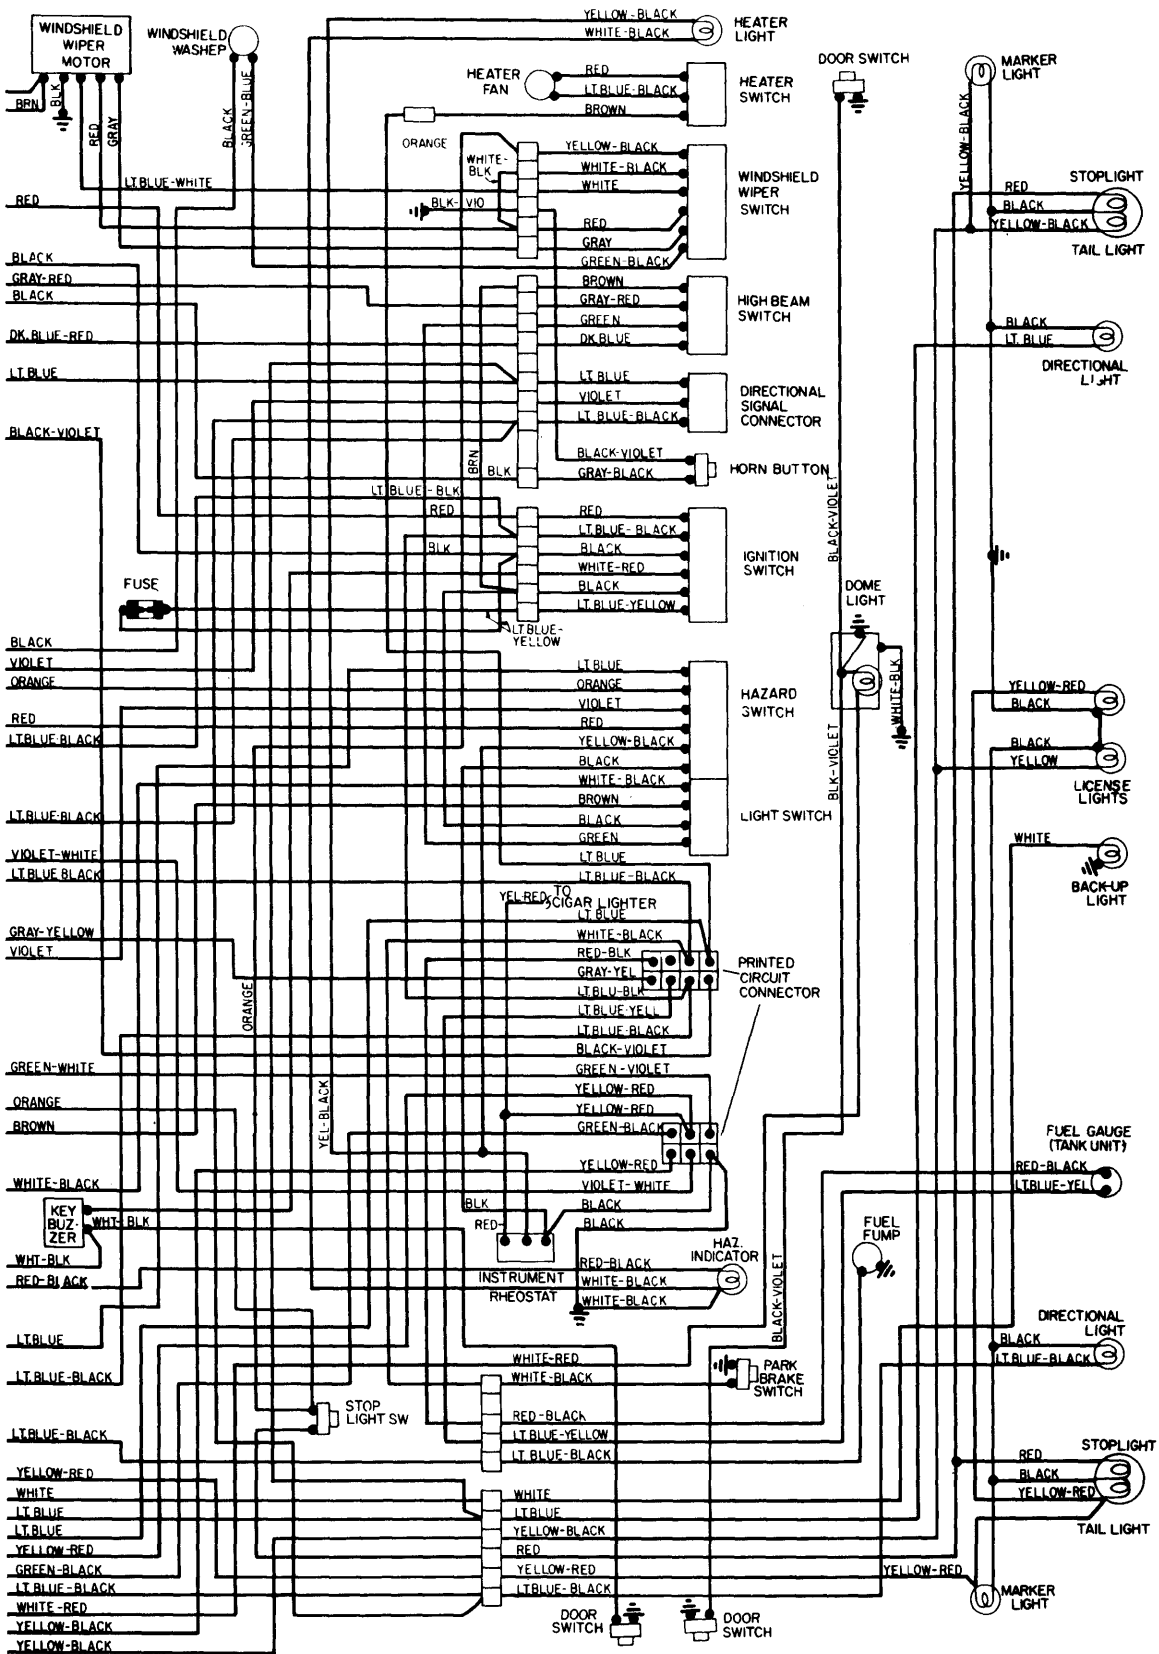 WINDSHIELD
WIPER
MOTOR
WINDSHIELD
WASHEP
YELLOW-BLACK
WHITE-BLACK
HEATER
LIGHT
DOOR SWITCH
MARKER
LIGHT
HEATER
FAN
RED
LT.BLUE-BLACK
BROWN
HEATER
SWITCH
BRN
BLK
RED
GRAY
BLACK
GREEN-BLUE
ORANGE
WHITE-
BLK
YELLOW-BLACK
WHITE-BLACK
WHITE
WINDSHIELD
WIPER
SWITCH
YELLOW-BLACK
LT.BLUE-WHITE
BLK-VIO
RED
GRAY
GREEN-BLACK
STOPLIGHT
RED
BLACK
YELLOW-BLACK
TAIL LIGHT
RED
BLACK
GRAY-RED
BLACK
DK.BLUE-RED
LT.BLUE
BLACK-VIOLET
BROWN
GRAY-RED
GREEN
DK.BLUE
HIGH BEAM
SWITCH
BLACK
LT. BLUE
DIRECTIONAL
LIGHT
LT.BLUE
VIOLET
LT.BLUE-BLACK
DIRECTIONAL
SIGNAL
CONNECTOR
BRN
BLK
BLACK-VIOLET
GRAY-BLACK
HORN BUTTON
LT.BLUE-BLK
RED
BLK
RED
LT.BLUE-BLACK
BLACK
WHITE-RED
BLACK
LT.BLUE-YELLOW
IGNITION
SWITCH
BLACK-VIOLET
FUSE
LT.BLUE-
YELLOW
DOME
LIGHT
WHITE-BLK
BLK-VIOLET
BLACK
VIOLET
ORANGE
RED
LT.BLUE-BLACK
LT.BLUE
ORANGE
VIOLET
RED
YELLOW-BLACK
BLACK
WHITE-BLACK
BROWN
BLACK
GREEN
HAZARD
SWITCH
LIGHT SWITCH
YELLOW-RED
BLACK
BLACK
YELLOW
LICENSE
LIGHTS
WHITE
BACK-UP
LIGHT
LT.BLUE-BLACK
VIOLET-WHITE
LT.BLUE BLACK
GRAY-YELLOW
VIOLET
LT.BLUE
LT.BLUE-BLACK
YEL-RED
TO
CIGAR LIGHTER
LT.BLUE
WHITE-BLACK
RED-BLK
GRAY-YEL
LT.BLU-BLK
LT.BLUE-YELL
LT.BLUE-BLACK
BLACK-VIOLET
PRINTED
CIRCUIT
CONNECTOR
ORANGE
GREEN-WHITE
ORANGE
BROWN
WHITE-BLACK
YEL-BLACK
GREEN-VIOLET
YELLOW-RED
YELLOW-RED
GREEN-BLACK
YELLOW-RED
VIOLET-WHITE
BLK
RED-
BLACK
BLACK
FUEL GAUGE
(TANK UNIT)
RED-BLACK
LT.BLUE-YEL
KEY
BUZ-
ZER
WHT-BLK
WHT-BLK
RED-BLACK
INSTRUMENT
RHEOSTAT
HAZ.
INDICATOR
RED-BLACK
WHITE-BLACK
WHITE-BLACK
BLACK-VIOLET
FUEL
PUMP
LT.BLUE
LT.BLUE-BLACK
DIRECTIONAL
LIGHT
BLACK
LT.BLUE-BLACK
WHITE-RED
WHITE-BLACK
PARK
BRAKE
SWITCH
STOP
LIGHT SW
RED-BLACK
LT.BLUE-YELLOW
LT.BLUE-BLACK
LT.BLUE-BLACK
STOPLIGHT
RED
BLACK
YELLOW-RED
TAIL LIGHT
YELLOW-RED
WHITE
LT.BLUE
LT.BLUE
YELLOW-RED
GREEN-BLACK
LT.BLUE-BLACK
WHITE-RED
YELLOW-BLACK
YELLOW-BLACK
WHITE
LT.BLUE
YELLOW-BLACK
RED
YELLOW-RED
LT.BLUE-BLACK
YELLOW-RED
MARKER
LIGHT
DOOR
SWITCH
DOOR
SWITCH